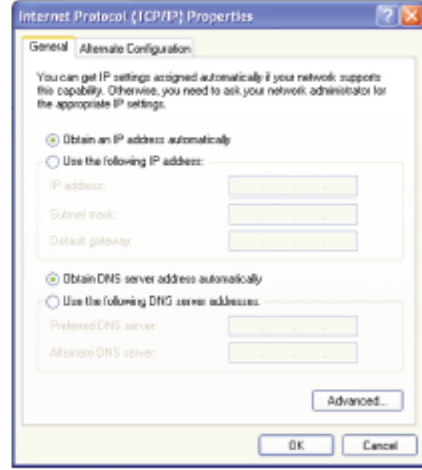 Internet Protocol (TCP/IP) Properties
General
Alternate Configuration
You can get IP settings assigned automatically if your network supports
this capability. Otherwise, you need to ask your network administrator for
the appropriate IP settings.
Obtain an IP address automatically
Use the following IP address:
IP address:
Subnet mask:
Default gateway:
Obtain DNS server address automatically
Use the following DNS server addresses:
Preferred DNS server:
Alternate DNS server:
Advanced...
OK
Cancel